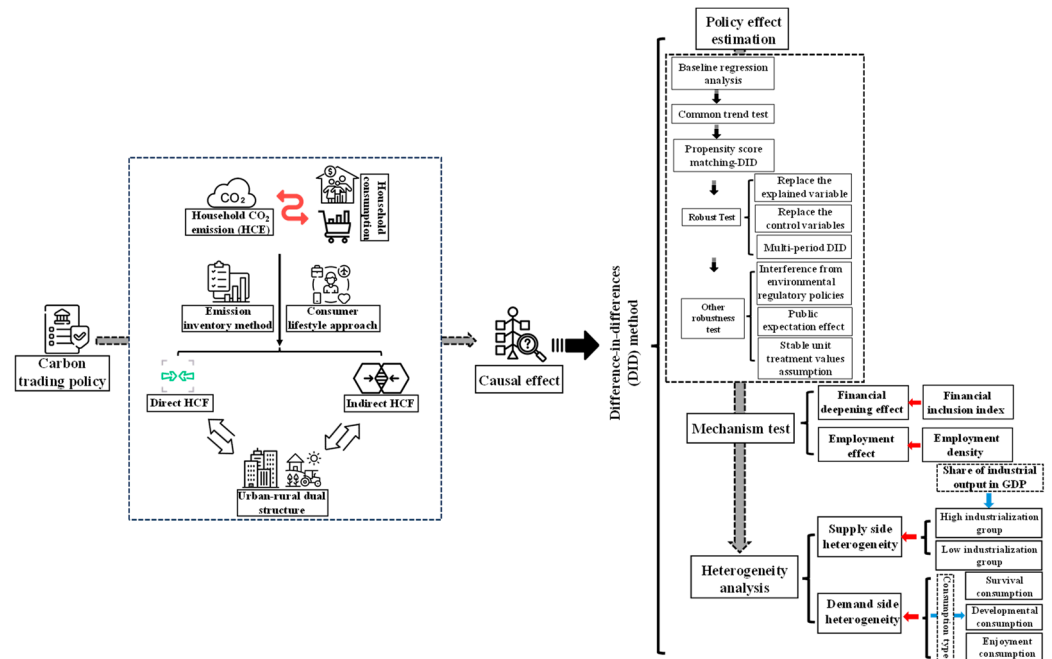 Carbon
trading policy
CO₂
Household CO₂
emission (HCE)
$
Household
consumption
Emission
inventory method
Consumer
lifestyle approach
Direct HCF
Indirect HCF
Urban-rural dual
structure
Causal effect
Difference-in-differences
(DID) method
Policy effect
estimation
Baseline regression
analysis
Common trend test
Propensity score
matching-DID
Robust Test
Replace the
explained variable
Replace the
control variables
Multi-period DID
Other
robustness
test
Interference from
environmental
regulatory policies
Public
expectation effect
Stable unit
treatment values
assumption
Mechanism test
Financial
deepening effect
Financial
inclusion index
Employment
effect
Employment
density
Heterogeneity
analysis
Supply side
heterogeneity
Share of industrial
output in GDP
High industrialization
group
Low industrialization
group
Demand side
heterogeneity
Consumption type
Survival
consumption
Developmental
consumption
Enjoyment
consumption